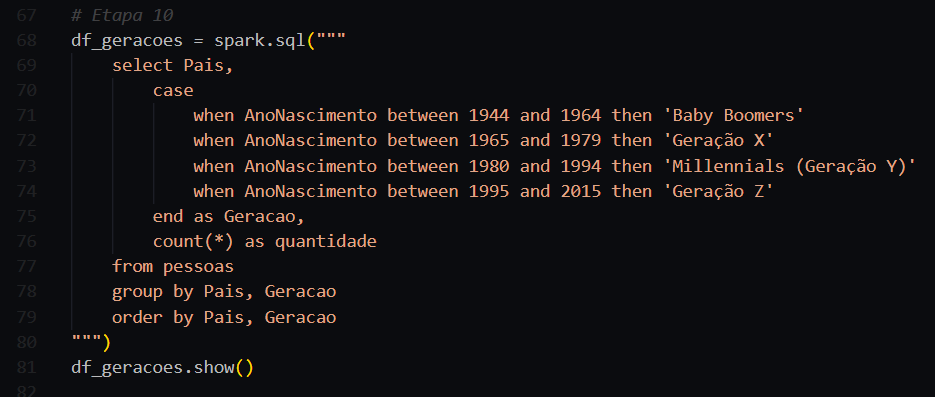 67 # Etapa 10
68 df_geracoes = spark.sql("""
69 select Pais,
70 case
71 when AnoNascimento between 1944 and 1964 then 'Baby Boomers'
72 when AnoNascimento between 1965 and 1979 then 'Geração X'
73 when AnoNascimento between 1980 and 1994 then 'Millennials (Geração Y)'
74 when AnoNascimento between 1995 and 2015 then 'Geração Z'
75 end as Geracao,
76 count(*) as quantidade
77 from pessoas
78 group by Pais, Geracao
79 order by Pais, Geracao
80 """)
81 df_geracoes.show()
82